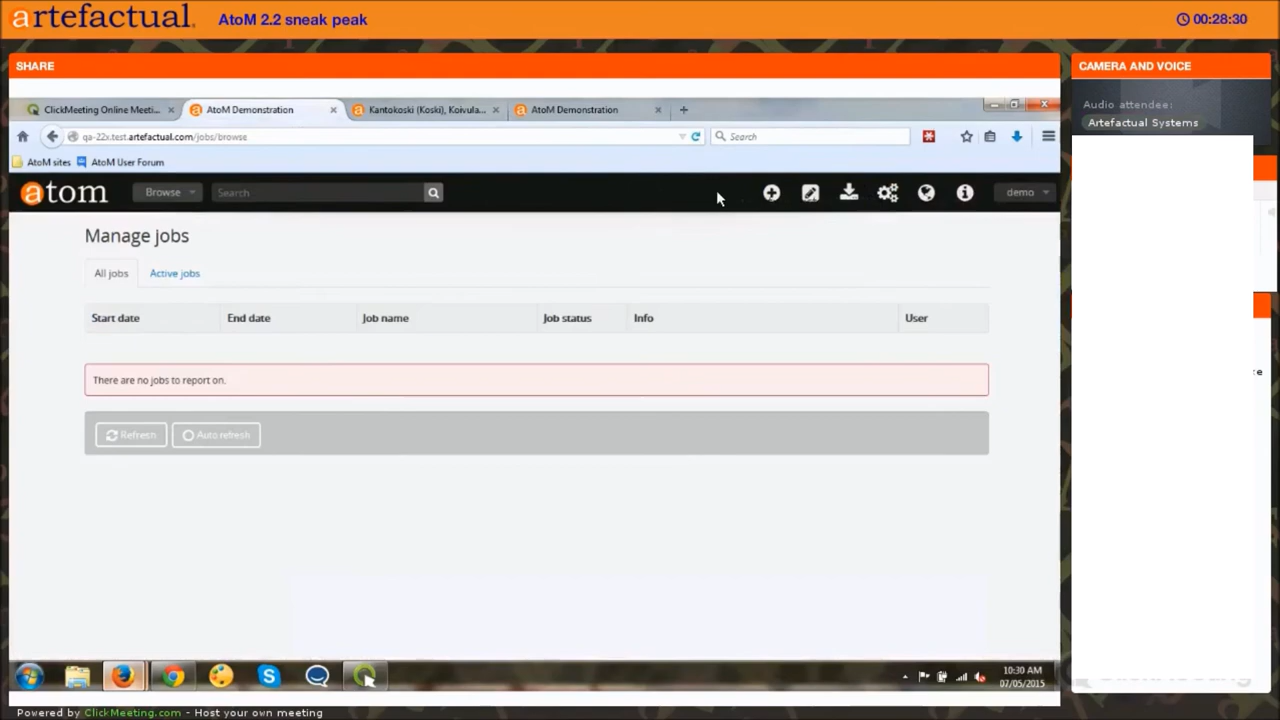 artefactual.
AtoM 2.2 sneak peak
00:28:30
SHARE
CAMERA AND VOICE
ClickMeeting Online Meeti...
AtoM Demonstration
Kantokoski (Koski), Koivula...
AtoM Demonstration
Audio attendee:
Artefactual Systems
qa-22x.test.artefactual.com/jobs/browse
Search
AtoM sites
AtoM User Forum
atom
Browse
Search
demo
Manage jobs
All jobs
Active jobs
Start date
End date
Job name
Job status
Info
User
There are no jobs to report on.
Refresh
Auto refresh
10:30 AM
07/05/2015
Powered by ClickMeeting.com - Host your own meeting